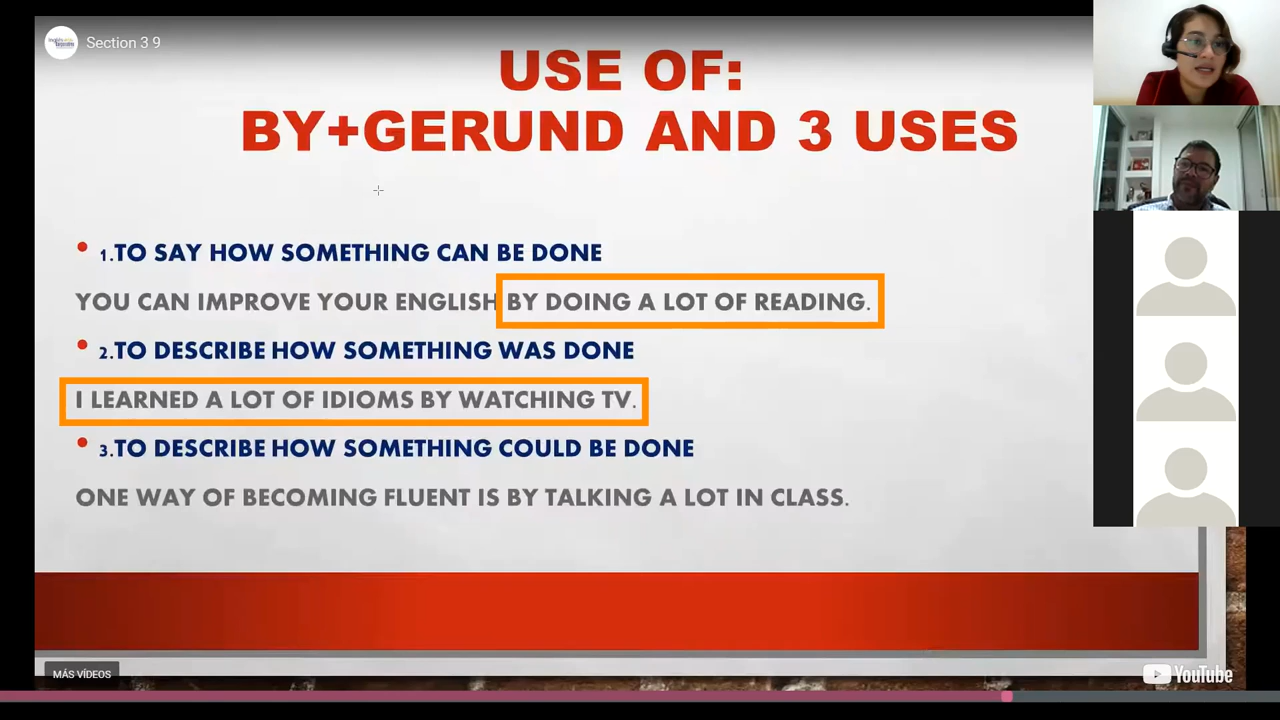 Section 3 9
USE OF:
BY+GERUND AND 3 USES
• 1.TO SAY HOW SOMETHING CAN BE DONE
YOU CAN IMPROVE YOUR ENGLISH BY DOING A LOT OF READING.
• 2.TO DESCRIBE HOW SOMETHING WAS DONE
I LEARNED A LOT OF IDIOMS BY WATCHING TV.
• 3.TO DESCRIBE HOW SOMETHING COULD BE DONE
ONE WAY OF BECOMING FLUENT IS BY TALKING A LOT IN CLASS.
MÁS VÍDEOS
YouTube